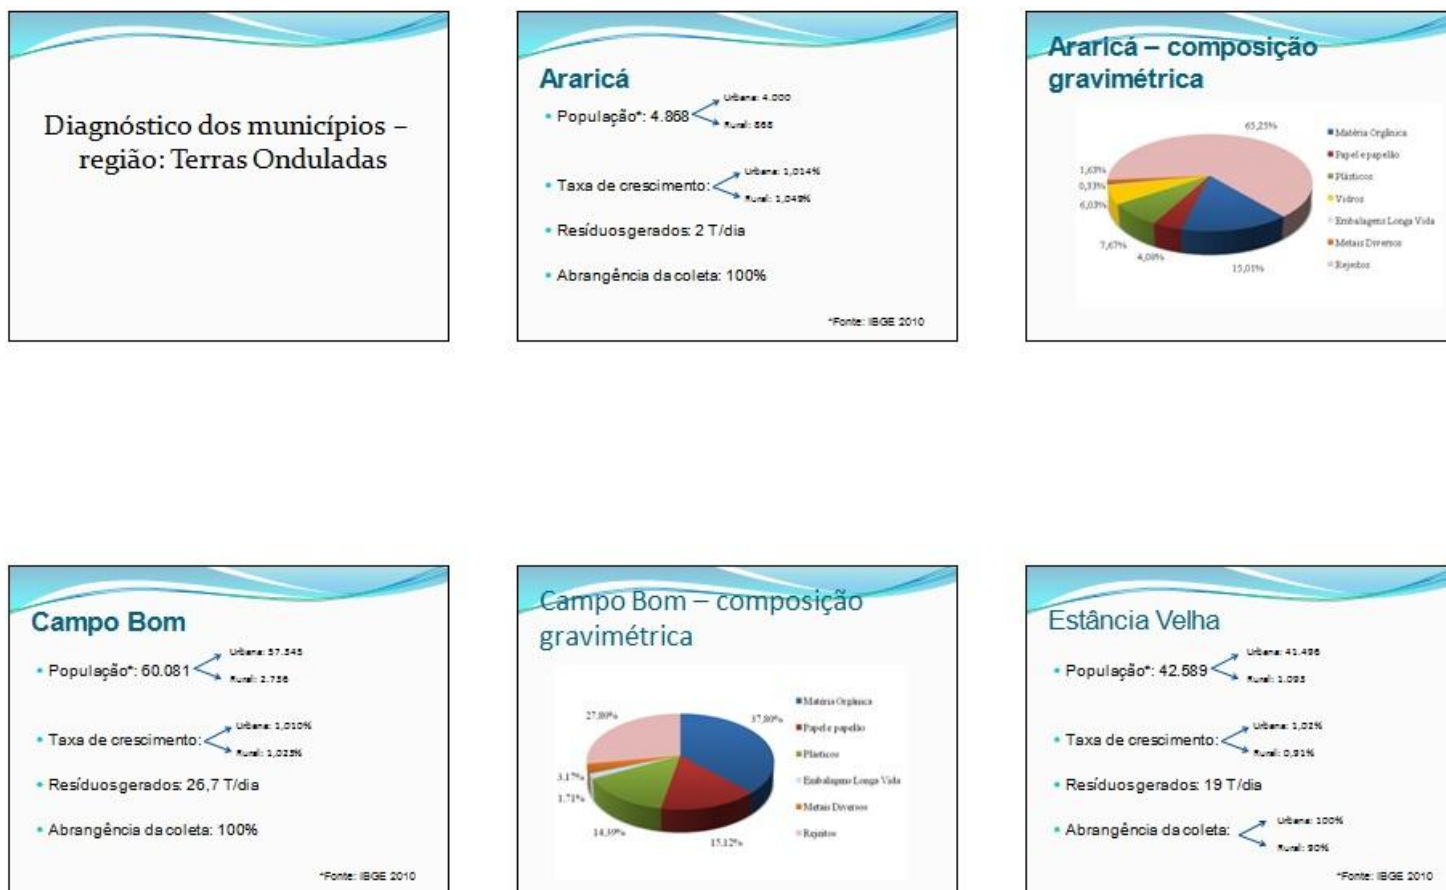 Diagnóstico dos municípios –
região: Terras Onduladas
Araricá
• População*: 4.868
Urbana: 4.000
Rural: 868
• Taxa de crescimento:
Urbana: 1,014%
Rural: 1,049%
• Resíduos gerados: 2 T/dia
• Abrangência da coleta: 100%
*Fonte: IBGE 2010
Araricá – composição
gravimétrica
65,25%
1,63%
0,33%
6,03%
7,67%
4,08%
15,01%
Matéria Orgânica
Papel e papelão
Plásticos
Vidros
Embalagens Longa Vida
Metais Diversos
Rejeitos
Campo Bom
• População*: 60.081
Urbana: 57.345
Rural: 2.736
• Taxa de crescimento:
Urbana: 1,010%
Rural: 1,023%
• Resíduos gerados: 26,7 T/dia
• Abrangência da coleta: 100%
*Fonte: IBGE 2010
Campo Bom – composição
gravimétrica
27,80%
37,80%
3,17%
1,71%
14,39%
15,12%
Matéria Orgânica
Papel e papelão
Plásticos
Embalagens Longa Vida
Metais Diversos
Rejeitos
Estância Velha
• População*: 42.589
Urbana: 41.496
Rural: 1.093
• Taxa de crescimento:
Urbana: 1,02%
Rural: 0,91%
• Resíduos gerados: 19 T/dia
• Abrangência da coleta:
Urbana: 100%
Rural: 90%
*Fonte: IBGE 2010